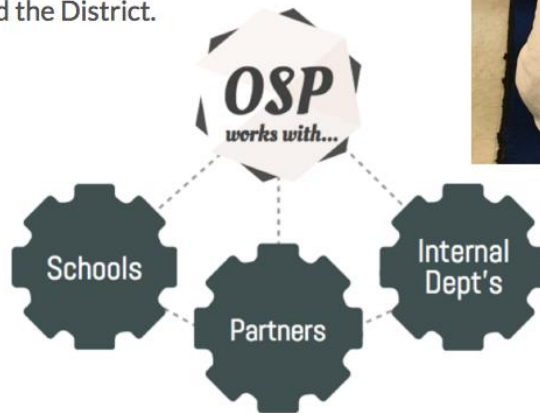 d the District.
OSP
works with...
Schools
Partners
Internal
Dept's